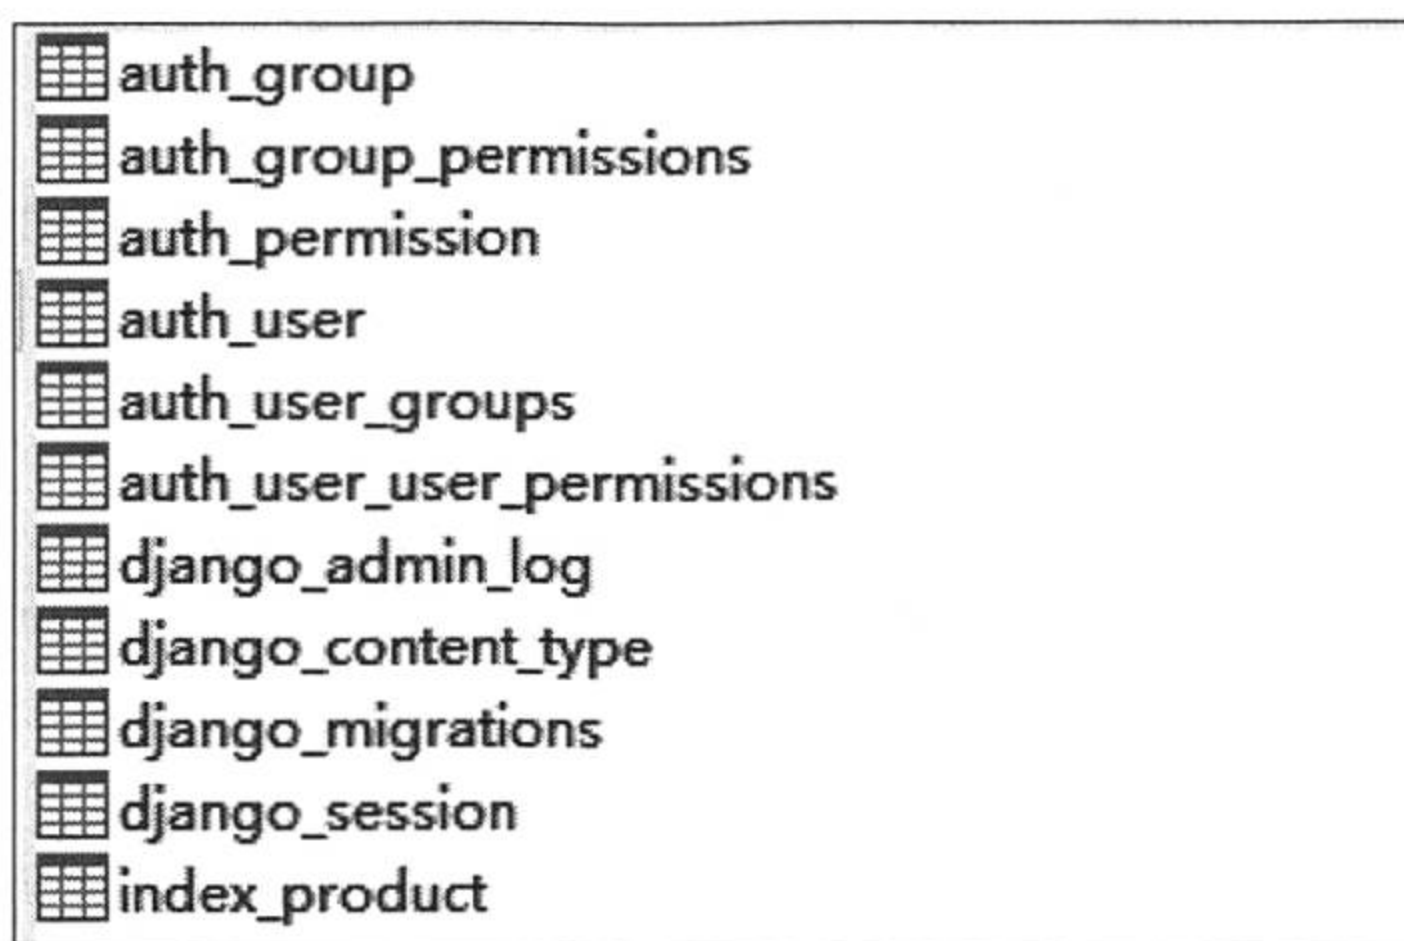 auth_group
auth_group_permissions
auth_permission
auth_user
auth_user_groups
auth_user_user_permissions
django_admin_log
django_content_type
django_migrations
django_session
index_product